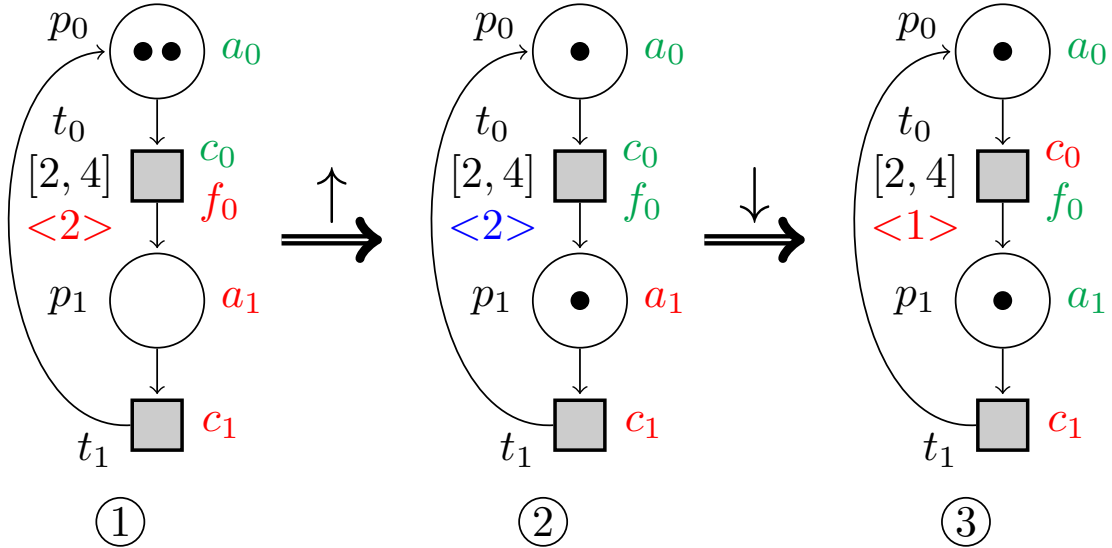 p₀ a₀
t₀
c₀
[2, 4]
f₀
<2>
p₁ a₁
c₁
t₁
①
↑
⇒
p₀ a₀
t₀
c₀
[2, 4]
f₀
<2>
p₁ a₁
c₁
t₁
②
↓
⇒
p₀ a₀
t₀
c₀
[2, 4]
f₀
<1>
p₁ a₁
c₁
t₁
③